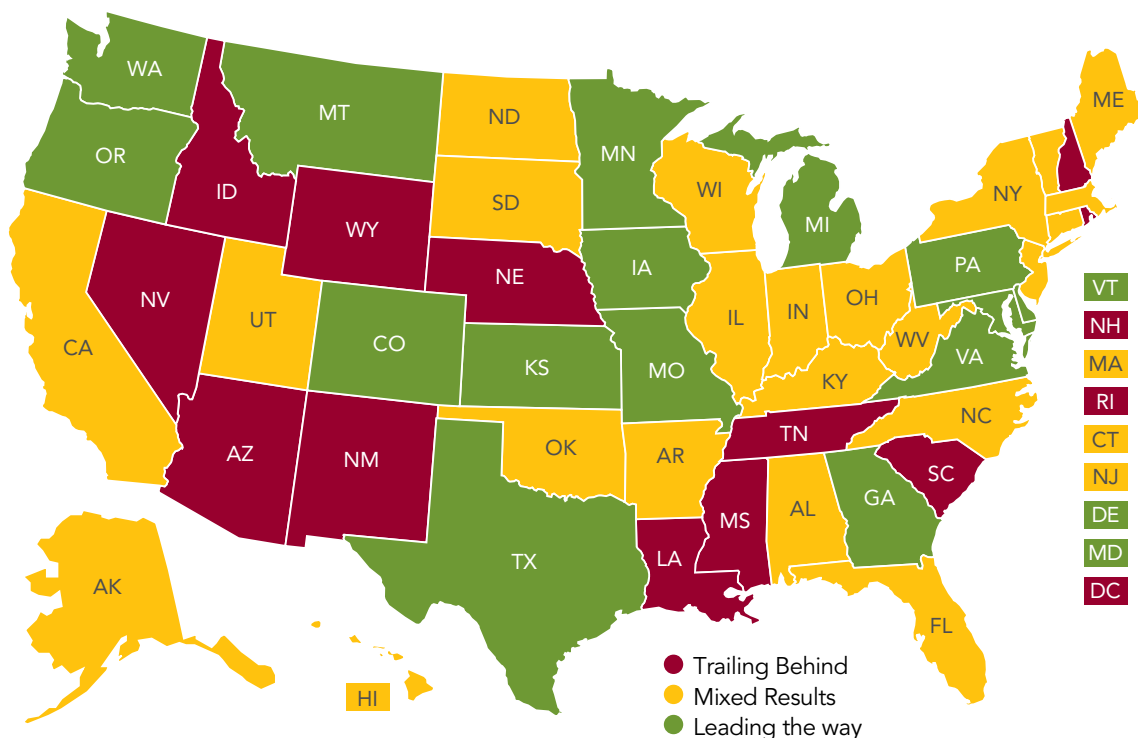 WA
MT
ND
ME
OR
MN
ID
SD
WI
NY
WY
MI
IA
PA
NE
NV
UT
IL
IN
OH
CA
CO
WV
VA
KS
MO
KY
NC
AZ
NM
OK
AR
TN
SC
MS
AL
GA
TX
LA
AK
FL
HI
VT
NH
MA
RI
CT
NJ
DE
MD
DC
Trailing Behind
Mixed Results
Leading the way